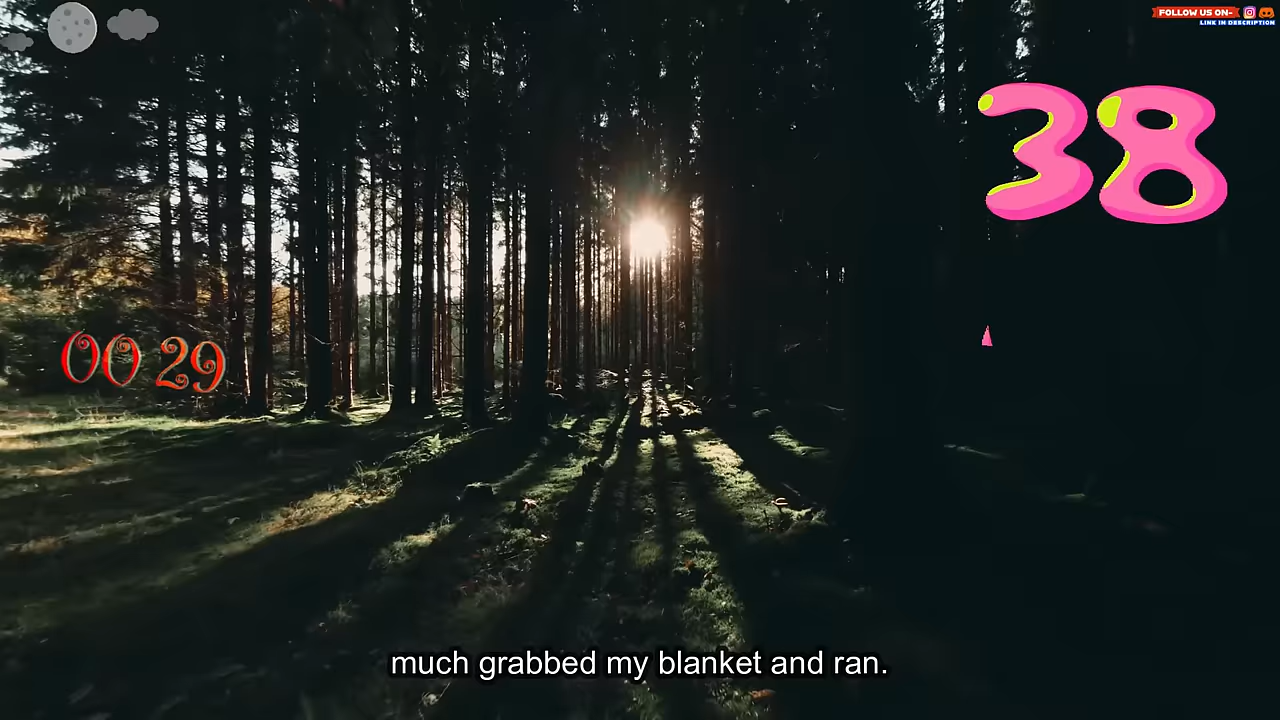 FOLLOW US ON-
LINK IN DESCRIPTION
38
00 29
much grabbed my blanket and ran.